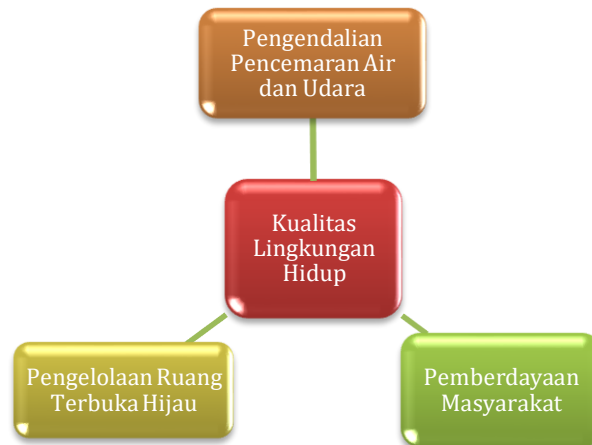 Pengendalian
Pencemaran Air
dan Udara
Kualitas
Lingkungan
Hidup
Pengelolaan Ruang
Terbuka Hijau
Pemberdayaan
Masyarakat